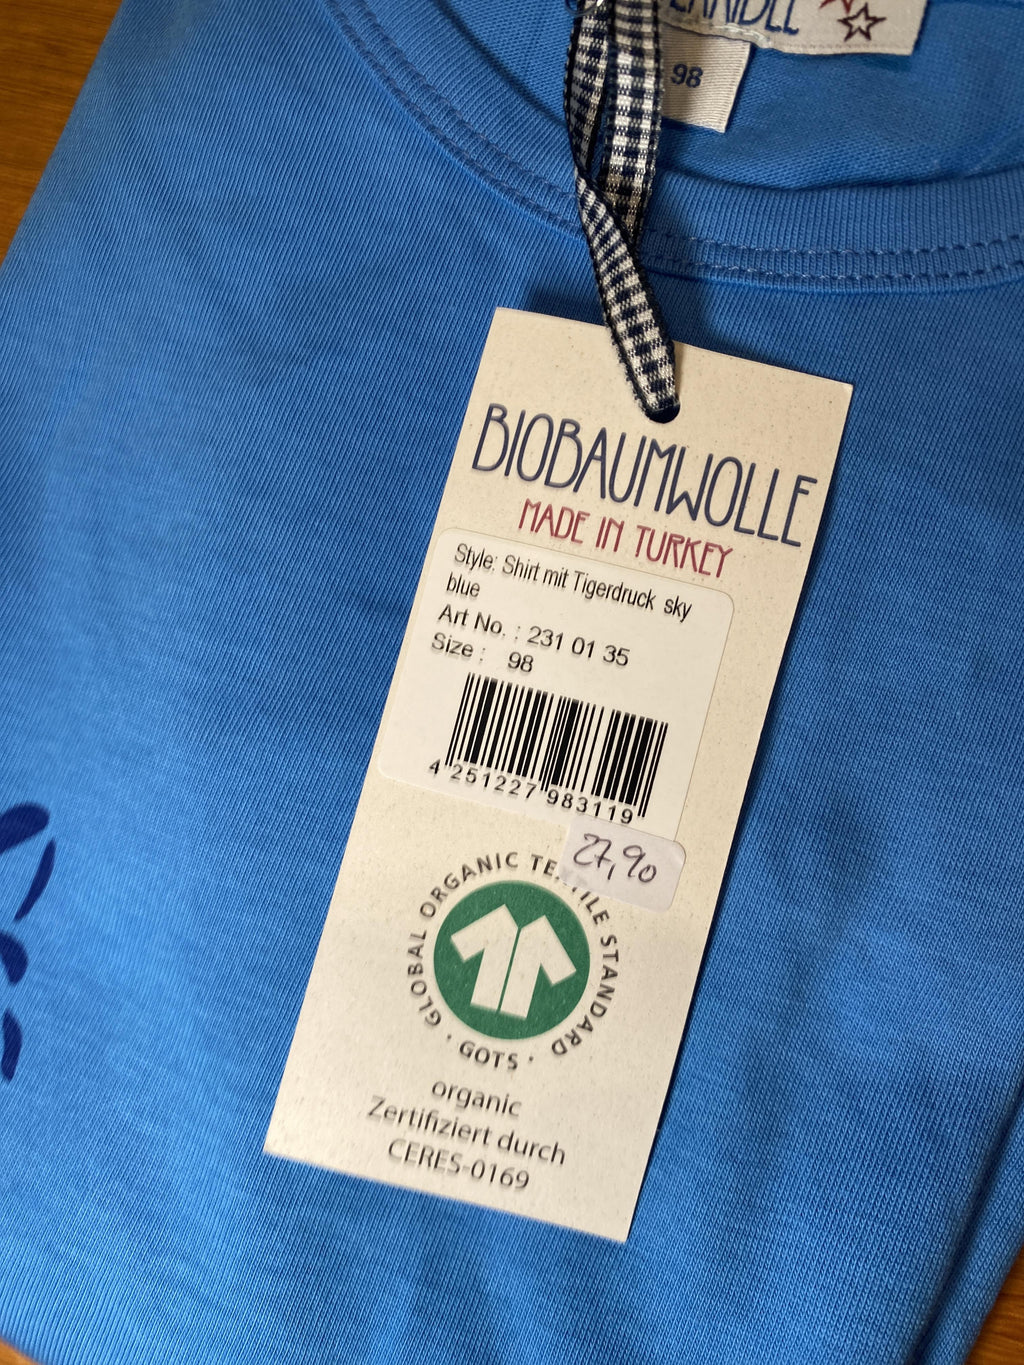 98
BIOBAUMWOLLE
MADE IN TURKEY
Style: Shirt mit Tigerdruck sky
blue
Art No. : 231 01 35
Size : 98
4 251227 983119
27,90
GLOBAL ORGANIC TEXTILE STANDARD
· GOTS ·
organic
Zertifiziert durch
CERES-0169